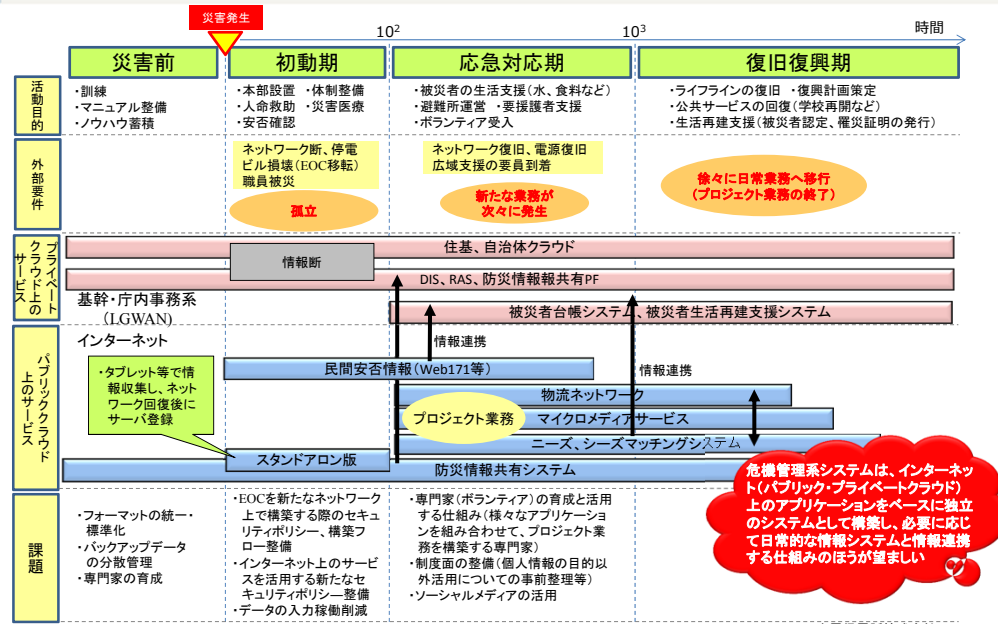 災害発生
10²
10³
時間
災害前
初動期
応急対応期
復旧復興期
活動目的
・訓練
・マニュアル整備
・ノウハウ蓄積
・本部設置 ・体制整備
・人命救助 ・災害医療
・安否確認
・被災者の生活支援(水、食料など)
・避難所運営 ・要援護者支援
・ボランティア受入
・ライフラインの復旧 ・復興計画策定
・公共サービスの回復(学校再開など)
・生活再建支援(被災者認定、罹災証明の発行)
外部要件
ネットワーク断、停電
ビル損壊(EOC移転)
職員被災
孤立
ネットワーク復旧、電源復旧
広域支援の要員到着
新たな業務が
次々に発生
徐々に日常業務へ移行
(プロジェクト業務の終了)
プライベート
クラウド上の
サービス
住基、自治体クラウド
情報断
DIS、RAS、防災情報報共有PF
基幹・庁内事務系
(LGWAN)
被災者台帳システム、被災者生活再建支援システム
パブリッククラウド
上のサービス
インターネット
情報連携
民間安否情報(Web171等)
情報連携
・タブレット等で情
報収集し、ネット
ワーク回復後に
サーバ登録
物流ネットワーク
プロジェクト業務
マイクロメディアサービス
ニーズ、シーズマッチングシステム
スタンドアロン版
防災情報共有システム
危機管理系システムは、インターネッ
ト(パブリック・プライベートクラウド)
上のアプリケーションをベースに独立
のシステムとして構築し、必要に応じ
て日常的な情報システムと情報連携
する仕組みのほうが望ましい
課題
・フォーマットの統一・
標準化
・バックアップデータ
の分散管理
・専門家の育成
・EOCを新たなネットワーク
上で構築する際のセキュ
リティポリシー、構築フ
ロー整備
・インターネット上のサービ
スを活用する新たなセ
キュリティポリシー整備
・データの入力稼働削減
・専門家(ボランティア)の育成と活用
する仕組み(様々なアプリケーショ
ンを組み合わせて、プロジェクト業
務を構築する専門家)
・制度面の整備(個人情報の目的以
外活用についての事前整理等)
・ソーシャルメディアの活用